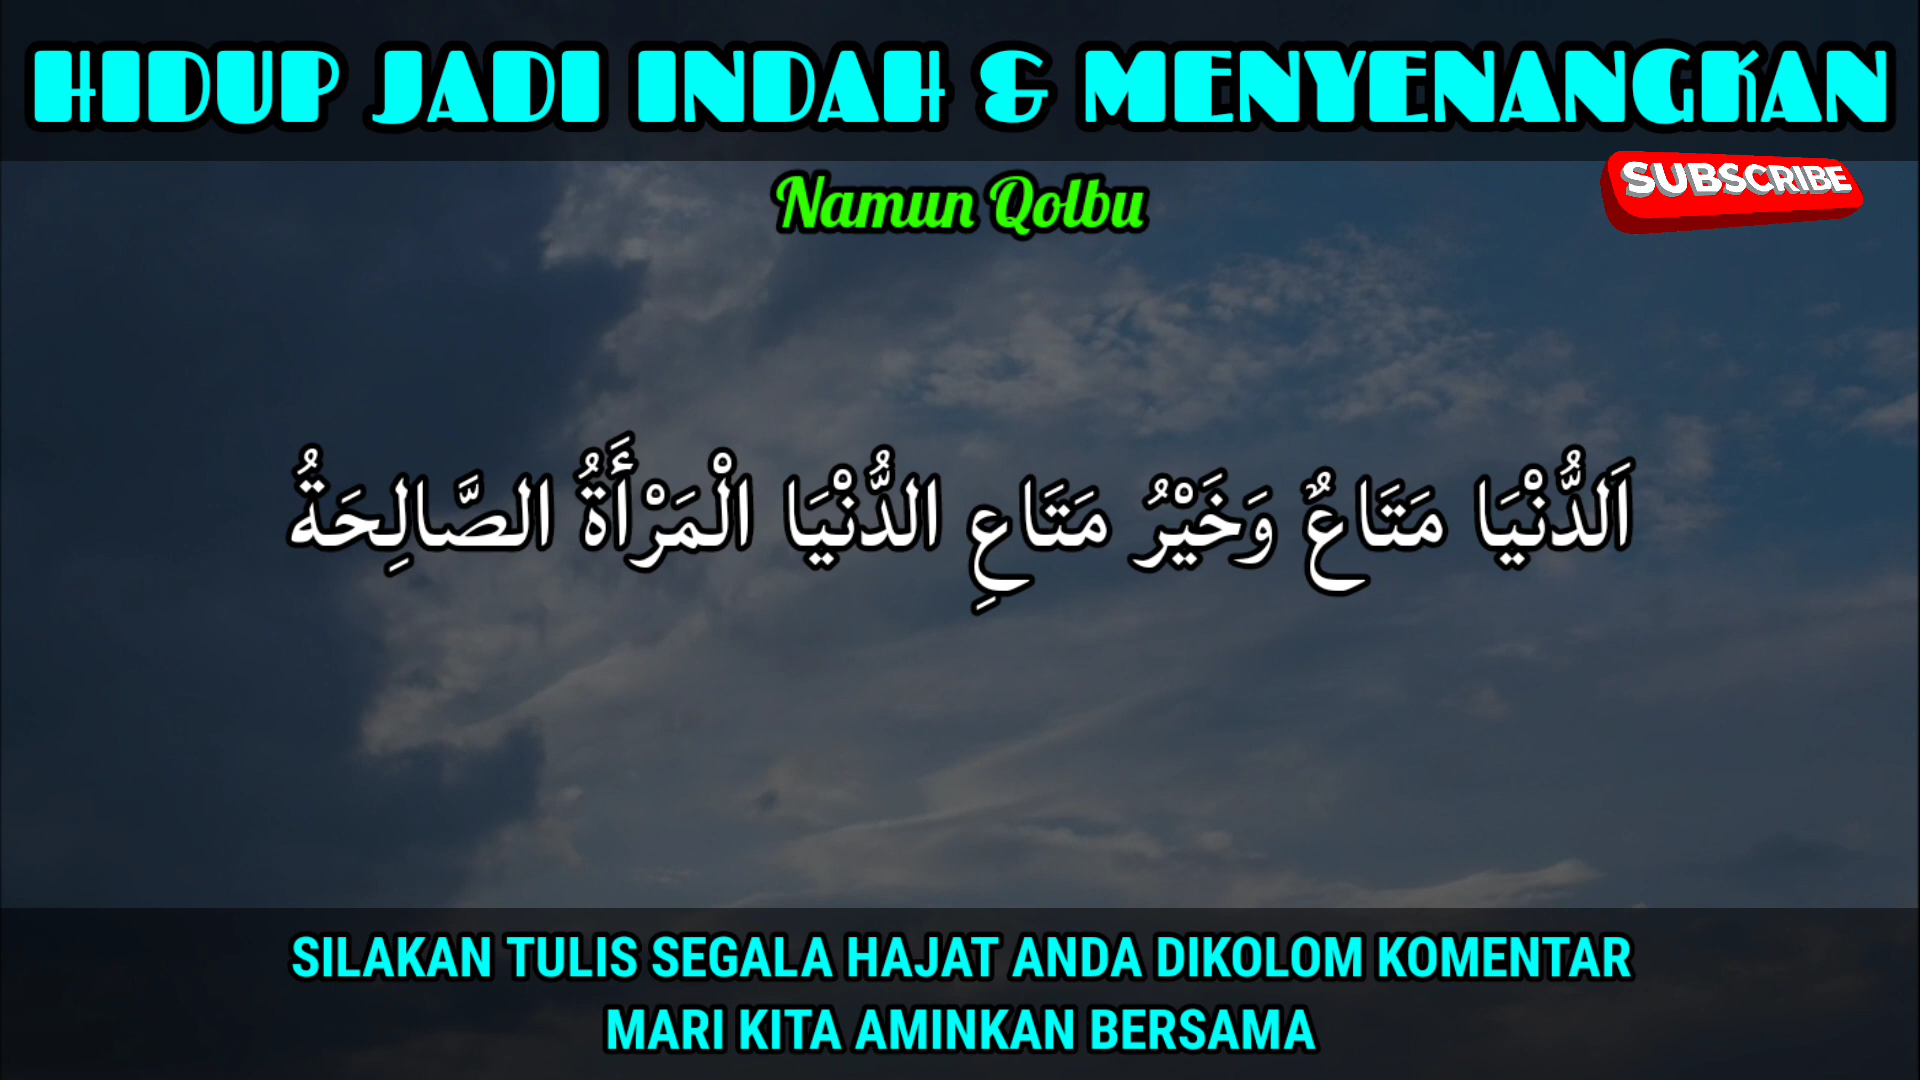 HIDUP JADI INDAH & MENYENANGKAN
SUBSCRIBE
Namun Qolbu
اَلدُّنْيَا مَتَاعٌ وَخَيْرُ مَتَاعِ الدُّنْيَا الْمَرْأَةُ الصَّالِحَةُ
SILAKAN TULIS SEGALA HAJAT ANDA DIKOLOM KOMENTAR
MARI KITA AMINKAN BERSAMA